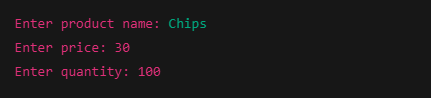 Enter product name: Chips
Enter price: 30
Enter quantity: 100